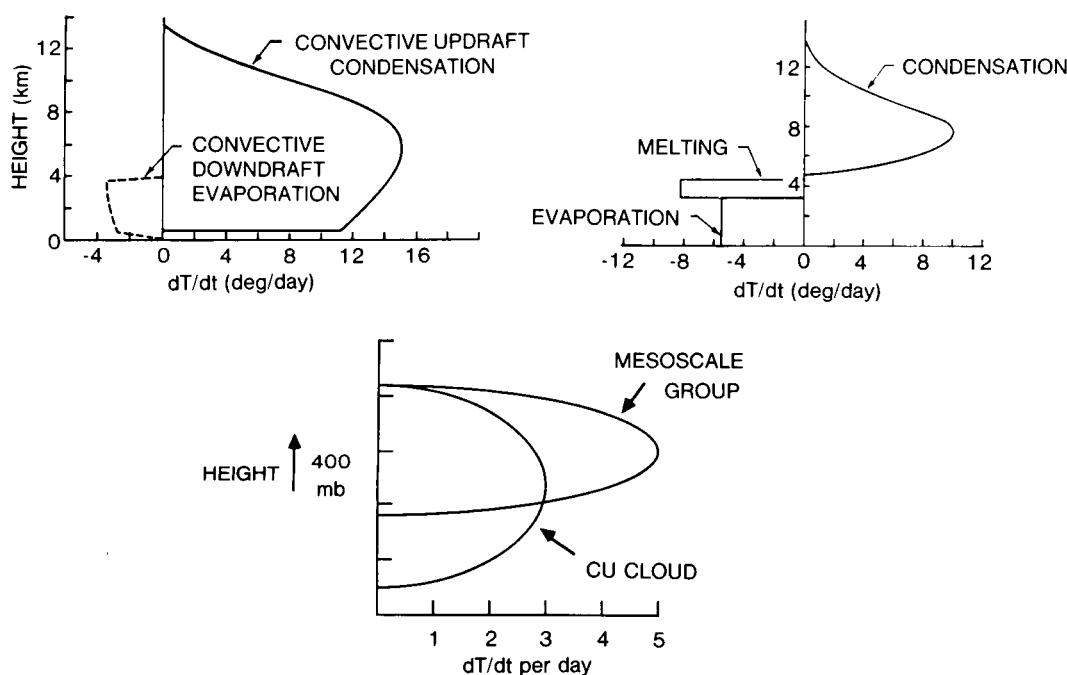 12
8
4
0
HEIGHT (km)
CONVECTIVE UPDRAFT
CONDENSATION
CONVECTIVE
DOWNDRAFT
EVAPORATION
-4 0 4 8 12 16
dT/dt (deg/day)
12
8
4
CONDENSATION
MELTING
EVAPORATION
-12 -8 -4 0 4 8 12
dT/dt (deg/day)
MESOSCALE
GROUP
HEIGHT
400
mb
CU CLOUD
1 2 3 4 5
dT/dt per day